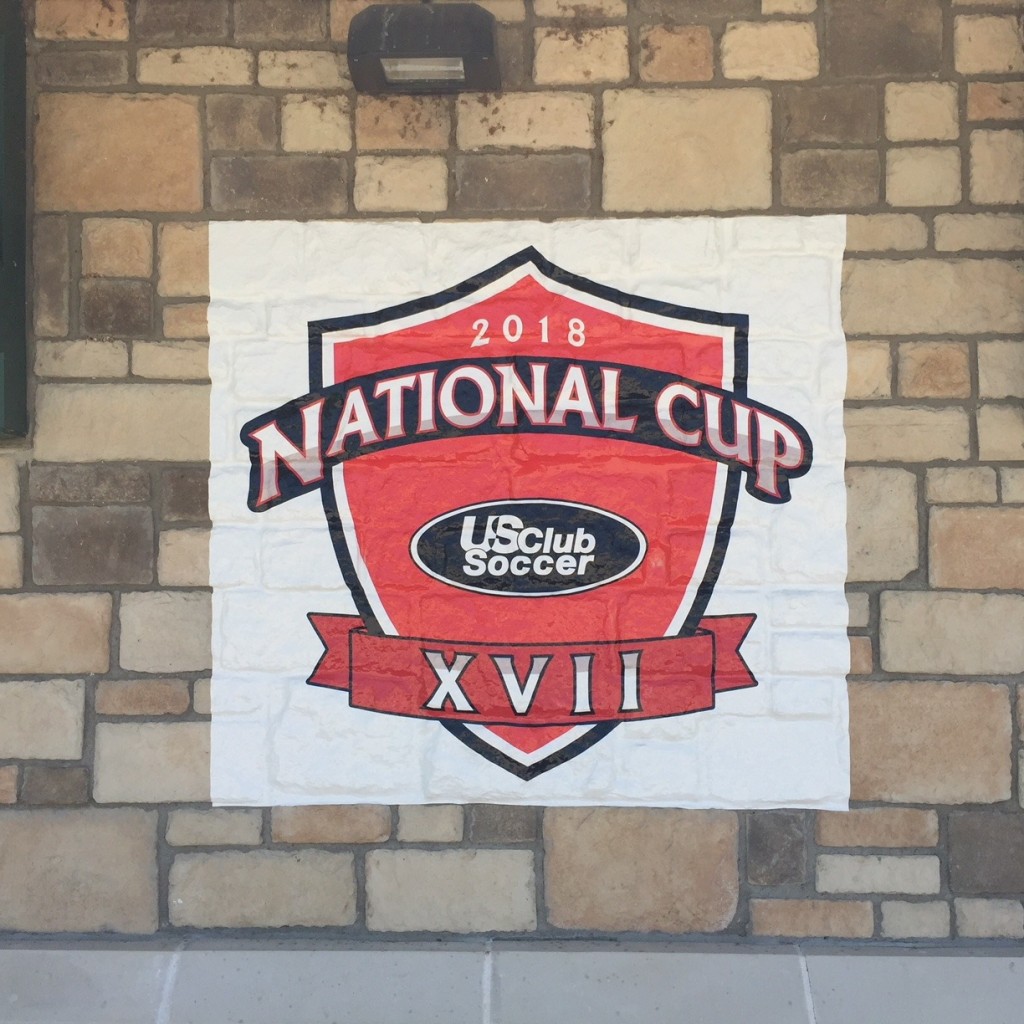 2018
NATIONAL CUP
US Club
Soccer
XVII